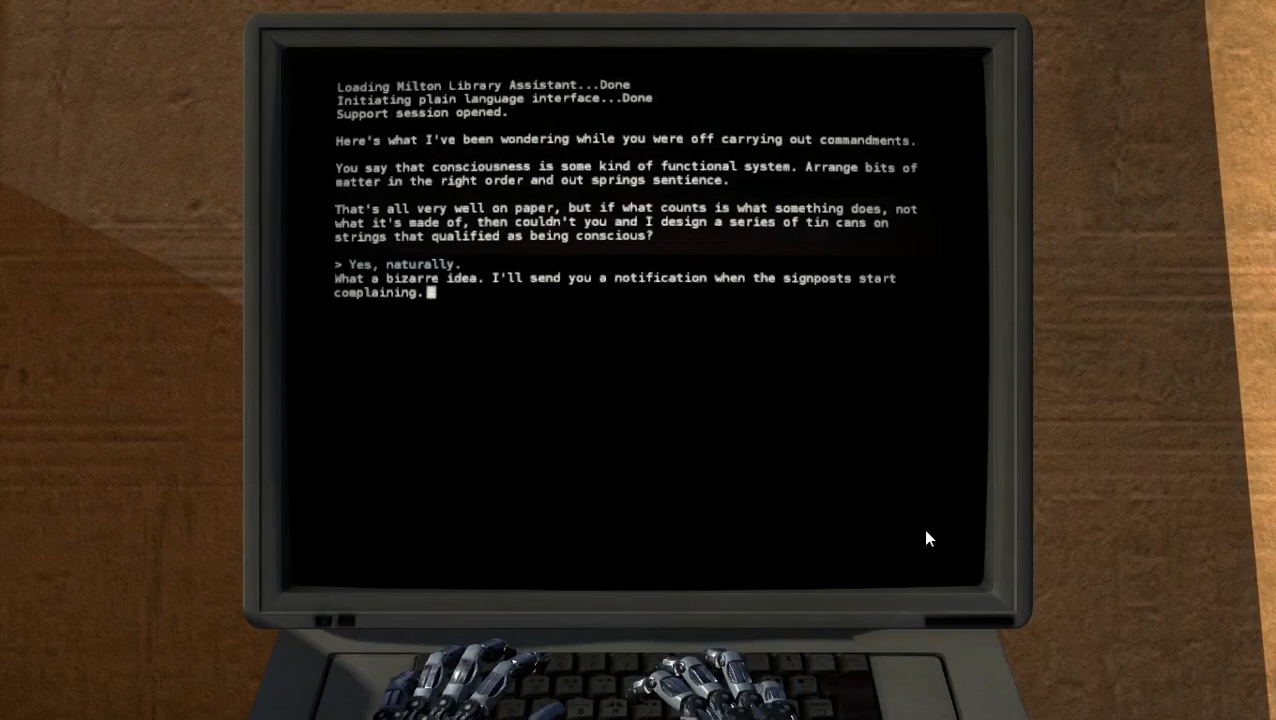 Loading Milton Library Assistant...Done
Initiating plain language interface...Done
Support session opened.
Here's what I've been wondering while you were off carrying out commandments.
You say that consciousness is some kind of functional system. Arrange bits of
matter in the right order and out springs sentience.
That's all very well on paper, but if what counts is what something does, not
what it's made of, then couldn't you and I design a series of tin cans on
strings that qualified as being conscious?
> Yes, naturally.
What a bizarre idea. I'll send you a notification when the signposts start
complaining.